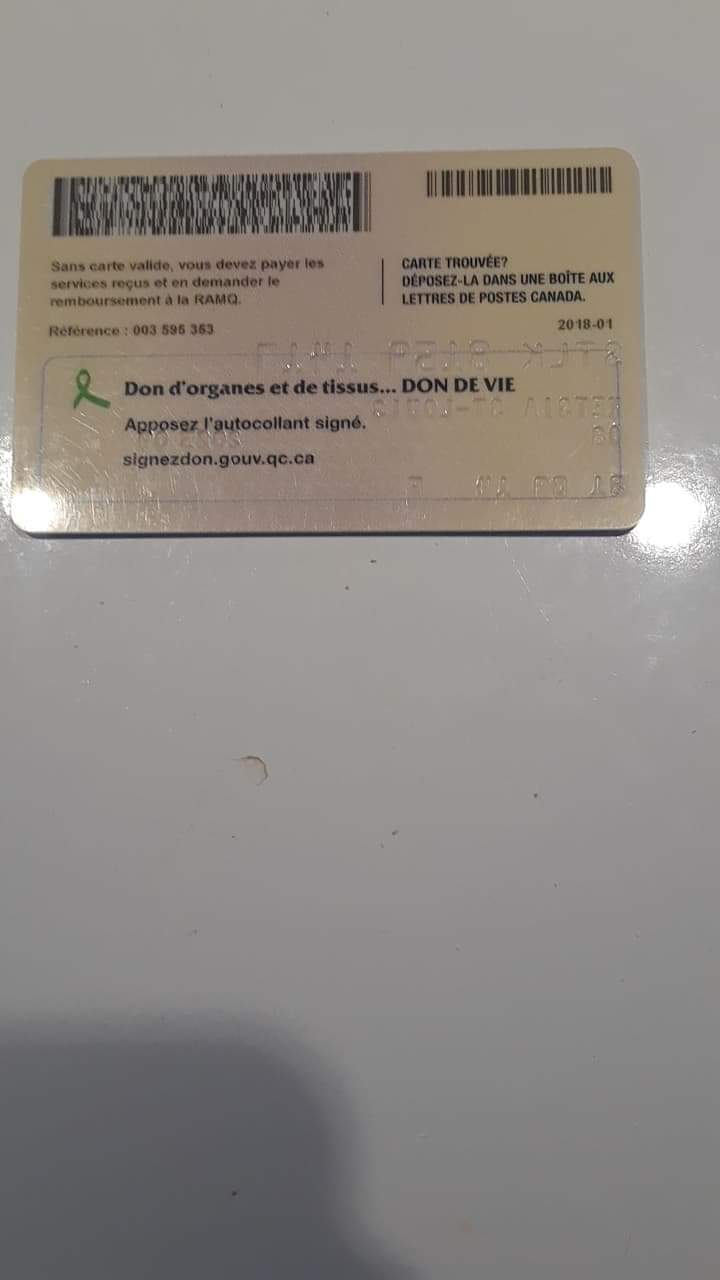 Sans carte valide, vous devez payer les
services reçus et en demander le
remboursement à la RAMQ.
CARTE TROUVÉE?
DÉPOSEZ-LA DANS UNE BOÎTE AUX
LETTRES DE POSTES CANADA.
Référence : 003 595 353
2018-01
Don d'organes et de tissus... DON DE VIE
Apposez l'autocollant signé.
signezdon.gouv.qc.ca